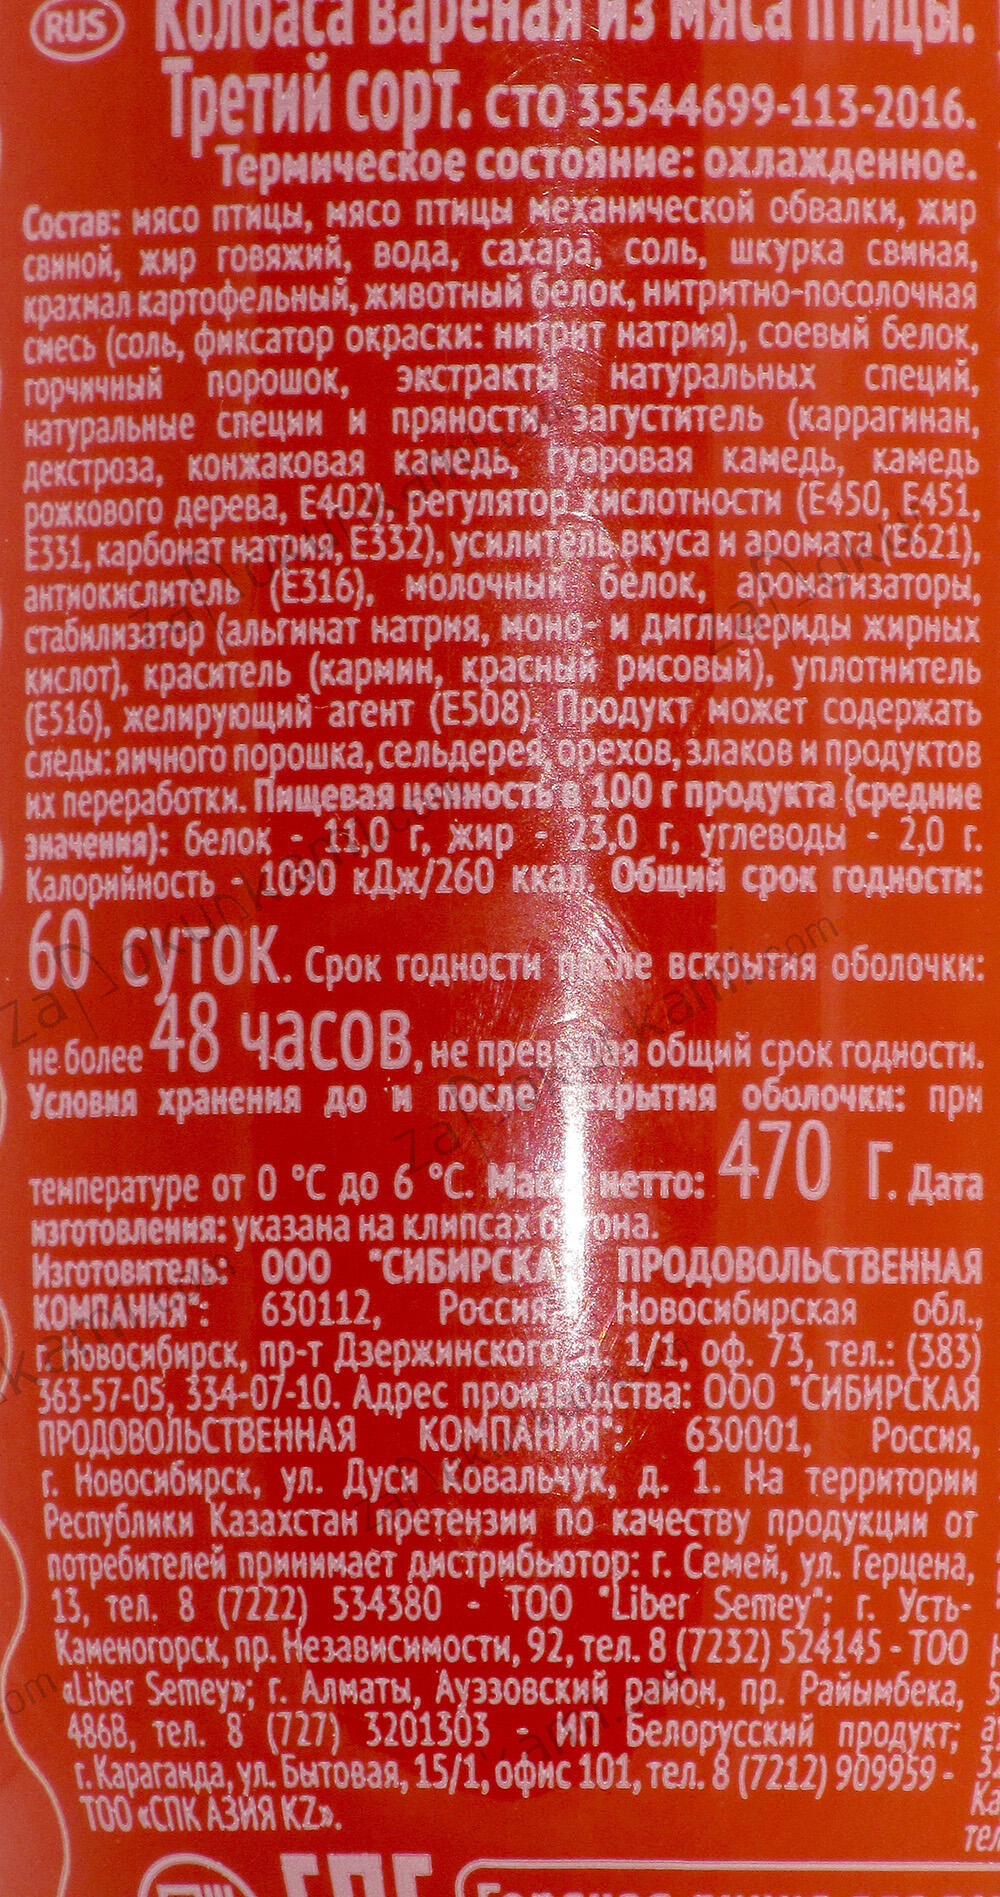 RUS
Колбаса вареная из мяса птицы.
Третий сорт. СТО 35544699-113-2016.
Термическое состояние: охлажденное.
Состав: мясо птицы, мясо птицы механической обвалки, жир
свиной, жир говяжий, вода, сахара, соль, шкурка свиная,
крахмал картофельный, животный белок, нитритно-посолочная
смесь (соль, фиксатор окраски: нитрит натрия), соевый белок,
горчичный порошок, экстракты натуральных специй,
натуральные специи и пряности, загуститель (каррагинан,
декстроза, конжаковая камедь, гуаровая камедь, камедь
рожкового дерева, Е402), регулятор кислотности (Е450, Е451,
Е331, карбонат натрия, Е332), усилитель вкуса и аромата (Е621),
антиокислитель (Е316), молочный белок, ароматизаторы,
стабилизатор (альгинат натрия, моно- и диглицериды жирных
кислот), краситель (кармин, красный рисовый), уплотнитель
(Е516), желирующий агент (Е508). Продукт может содержать
следы: яичного порошка, сельдерея, орехов, злаков и продуктов
их переработки. Пищевая ценность в 100 г продукта (средние
значения): белок - 11,0 г, жир - 23,0 г, углеводы - 2,0 г.
Калорийность - 1090 кДж/260 ккал. Общий срок годности:
60 суток. Срок годности после вскрытия оболочки:
не более 48 часов, не превышая общий срок годности.
Условия хранения до и после вскрытия оболочки: при
температуре от 0 °С до 6 °С. Масса нетто: 470 г. Дата
изготовления: указана на клипсах батона.
Изготовитель: ООО "СИБИРСКАЯ ПРОДОВОЛЬСТВЕННАЯ
КОМПАНИЯ": 630112, Россия, Новосибирская обл.,
г. Новосибирск, пр-т Дзержинского, д. 1/1, оф. 73, тел.: (383)
363-57-05, 334-07-10. Адрес производства: ООО "СИБИРСКАЯ
ПРОДОВОЛЬСТВЕННАЯ КОМПАНИЯ": 630001, Россия,
г. Новосибирск, ул. Дуси Ковальчук, д. 1. На территории
Республики Казахстан претензии по качеству продукции от
потребителей принимает дистрибьютор: г. Семей, ул. Герцена,
13, тел. 8 (7222) 534380 - ТОО "Liber Semey"; г. Усть-
Каменогорск, пр. Независимости, 92, тел. 8 (7232) 524145 - ТОО
«Liber Semey»; г. Алматы, Ауэзовский район, пр. Райымбека,
486В, тел. 8 (727) 3201303 - ИП Белорусский продукт;
г. Караганда, ул. Бытовая, 15/1, офис 101, тел. 8 (7212) 909959 -
ТОО «СПК АЗИЯ KZ».